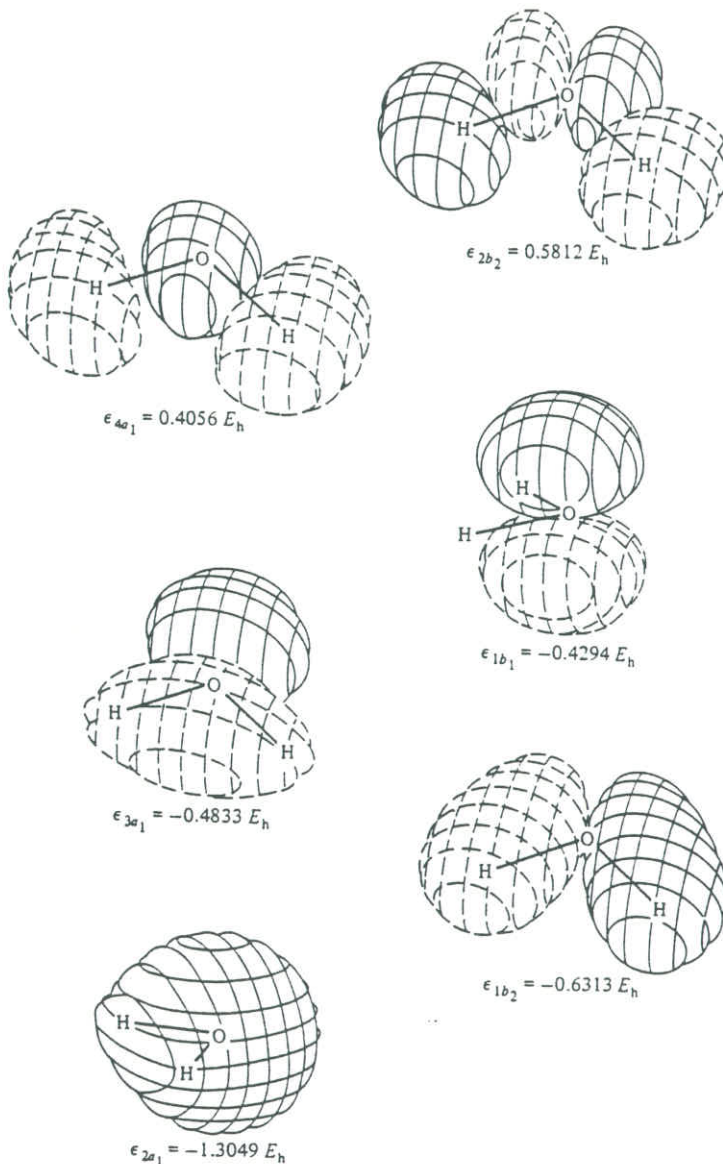 O
H
H
ϵ2b₂ = 0.5812 Eh
O
H
H
ϵ4a₁ = 0.4056 Eh
H
O
H
ϵ1b₁ = −0.4294 Eh
O
H
H
ϵ3a₁ = −0.4833 Eh
O
H
H
ϵ1b₂ = −0.6313 Eh
H
O
H
ϵ2a₁ = −1.3049 Eh